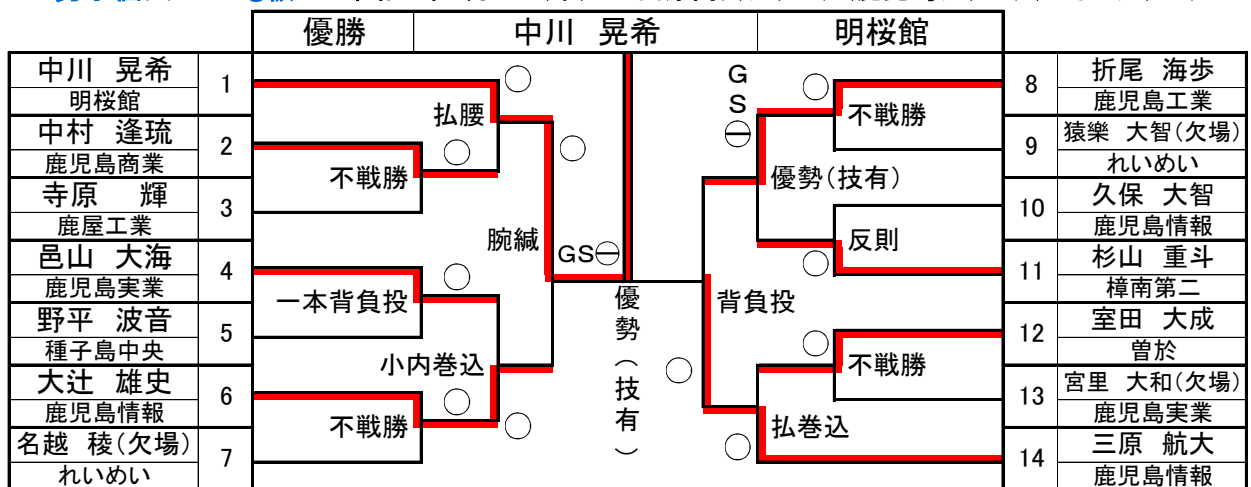 優勝 中川 晃希 明桜館
中川 晃希
明桜館
1
中村 逢琉
鹿児島商業
2
寺原 輝
鹿屋工業
3
邑山 大海
鹿児島実業
4
野平 波音
種子島中央
5
大辻 雄史
鹿児島情報
6
名越 稜(欠場)
れいめい
7
払腰
不戦勝
腕緘
一本背負投
小内巻込
不戦勝
GS
優勢(技有)
GS
不戦勝
優勢(技有)
反則
背負投
不戦勝
払巻込
8
折尾 海歩
鹿児島工業
9
猿樂 大智(欠場)
れいめい
10
久保 大智
鹿児島情報
11
杉山 重斗
樟南第二
12
室田 大成
曽於
13
宮里 大和(欠場)
鹿児島実業
14
三原 航大
鹿児島情報